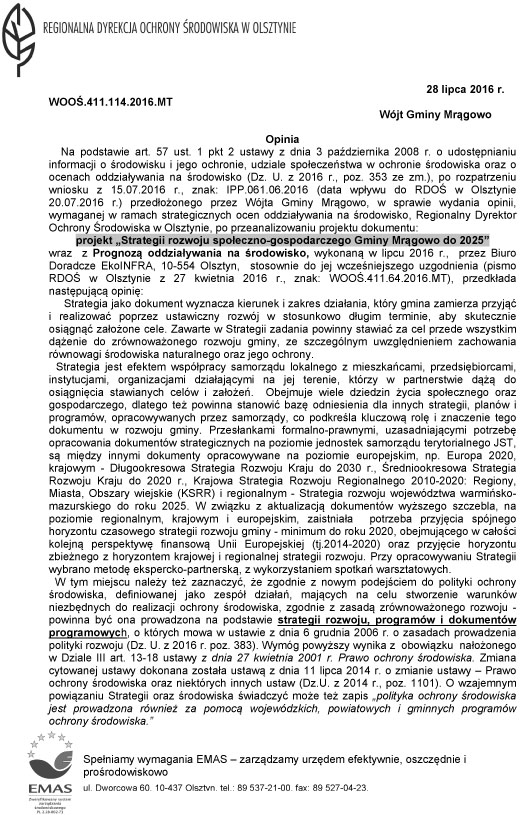 REGIONALNA DYREKCJA OCHRONY ŚRODOWISKA W OLSZTYNIE
28 lipca 2016 r.
WOOŚ.411.114.2016.MT
Wójt Gminy Mrągowo
Opinia
Na podstawie art. 57 ust. 1 pkt 2 ustawy z dnia 3 października 2008 r. o udostępnianiu
informacji o środowisku i jego ochronie, udziale społeczeństwa w ochronie środowiska oraz o
ocenach oddziaływania na środowisko (Dz. U. z 2016 r., poz. 353 ze zm.), po rozpatrzeniu
wniosku z 15.07.2016 r., znak: IPP.061.06.2016 (data wpływu do RDOŚ w Olsztynie
20.07.2016 r.) przedłożonego przez Wójta Gminy Mrągowo, w sprawie wydania opinii,
wymaganej w ramach strategicznych ocen oddziaływania na środowisko, Regionalny Dyrektor
Ochrony Środowiska w Olsztynie, po przeanalizowaniu projektu dokumentu:
projekt „Strategii rozwoju społeczno-gospodarczego Gminy Mrągowo do 2025”
wraz z Prognozą oddziaływania na środowisko, wykonaną w lipcu 2016 r., przez Biuro
Doradcze EkoINFRA, 10-554 Olsztyn, stosownie do jej wcześniejszego uzgodnienia (pismo
RDOŚ w Olsztynie z 27 kwietnia 2016 r., znak: WOOŚ.411.64.2016.MT), przedkłada
następującą opinię:
Strategia jako dokument wyznacza kierunek i zakres działania, który gmina zamierza przyjąć
i realizować poprzez ustawiczny rozwój w stosunkowo długim terminie, aby skutecznie
osiągnąć założone cele. Zawarte w Strategii zadania powinny stawiać za cel przede wszystkim
dążenie do zrównoważonego rozwoju gminy, ze szczególnym uwzględnieniem zachowania
równowagi środowiska naturalnego oraz jego ochrony.
Strategia jest efektem współpracy samorządu lokalnego z mieszkańcami, przedsiębiorcami,
instytucjami, organizacjami działającymi na jej terenie, którzy w partnerstwie dążą do
osiągnięcia stawianych celów i założeń. Obejmuje wiele dziedzin życia społecznego oraz
gospodarczego, dlatego też powinna stanowić bazę odniesienia dla innych strategii, planów i
programów, opracowywanych przez samorządy, co podkreśla kluczową rolę i znaczenie tego
dokumentu w rozwoju gminy. Przesłankami formalno-prawnymi, uzasadniającymi potrzebę
opracowania dokumentów strategicznych na poziomie jednostek samorządu terytorialnego JST,
są między innymi dokumenty opracowywane na poziomie europejskim, np. Europa 2020,
krajowym - Długookresowa Strategia Rozwoju Kraju do 2030 r., Średniookresowa Strategia
Rozwoju Kraju do 2020 r., Krajowa Strategia Rozwoju Regionalnego 2010-2020: Regiony,
Miasta, Obszary wiejskie (KSRR) i regionalnym - Strategia rozwoju województwa warmińsko-
mazurskiego do roku 2025. W związku z aktualizacją dokumentów wyższego szczebla, na
poziomie regionalnym, krajowym i europejskim, zaistniała potrzeba przyjęcia spójnego
horyzontu czasowego strategii rozwoju gminy - minimum do roku 2020, obejmującego w całości
kolejną perspektywę finansową Unii Europejskiej (tj.2014-2020) oraz przyjęcie horyzontu
zbieżnego z horyzontem krajowej i regionalnej strategii rozwoju. Przy opracowywaniu Strategii
wybrano metodę ekspercko-partnerską, z wykorzystaniem spotkań warsztatowych.
W tym miejscu należy też zaznaczyć, że zgodnie z nowym podejściem do polityki ochrony
środowiska, definiowanej jako zespół działań, mających na celu stworzenie warunków
niezbędnych do realizacji ochrony środowiska, zgodnie z zasadą zrównoważonego rozwoju -
powinna być ona prowadzona na podstawie strategii rozwoju, programów i dokumentów
programowych, o których mowa w ustawie z dnia 6 grudnia 2006 r. o zasadach prowadzenia
polityki rozwoju (Dz. U. z 2016 r. poz. 383). Wymóg powyższy wynika z obowiązku nałożonego
w Dziale III art. 13-18 ustawy z dnia 27 kwietnia 2001 r. Prawo ochrony środowiska. Zmiana
cytowanej ustawy dokonana została ustawą z dnia 11 lipca 2014 r. o zmianie ustawy – Prawo
ochrony środowiska oraz niektórych innych ustaw (Dz.U. z 2014 r., poz. 1101). O wzajemnym
powiązaniu Strategii oraz środowiska świadczyć może też zapis „polityka ochrony środowiska
jest prowadzona również za pomocą wojewódzkich, powiatowych i gminnych programów
ochrony środowiska.”
Spełniamy wymagania EMAS – zarządzamy urzędem efektywnie, oszczędnie i
prośrodowiskowo
ul. Dworcowa 60. 10-437 Olsztyn. tel.: 89 537-21-00. fax: 89 527-04-23.
EMAS
Zweryfikowany system
zarządzania
środowiskowego